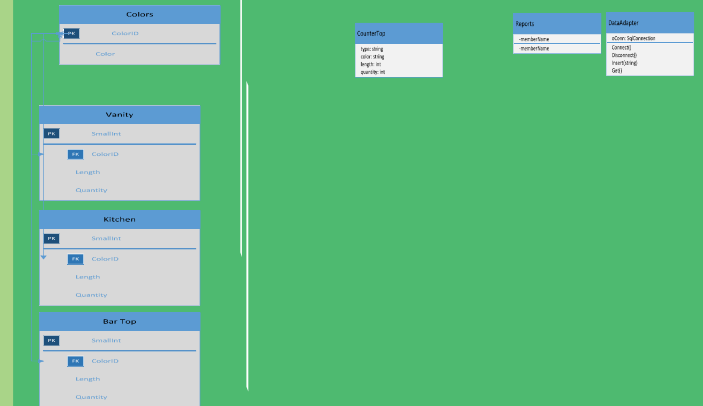 Colors
PK ColorIt
Color
Vanity
PK SmallInt
FK ColorID
Length
Quantity
Kitchen
PK SmallInt
FK ColorID
Length
Quantity
Bar Top
PK SmallInt
FK ColorID
Length
Quantity
CounterTop
type: string
color: string
length: int
quantity: int
Reports
-memberName
-memberName
DataAdapter
oConn: SqlConnection
Connect()
Disconnect()
Insert(string)
Get()